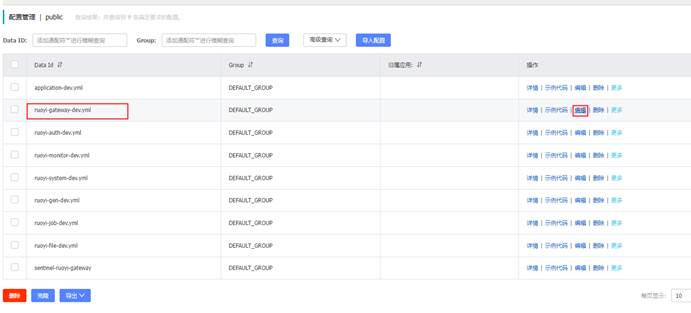 配置管理 | public 查询结果：共查询到 9 条满足要求的配置。
Data ID: 添加通配符'*'进行模糊查询 Group: 添加通配符'*'进行模糊查询 查询 高级查询 导入配置
Data Id Group 归属应用: 操作
application-dev.yml DEFAULT_GROUP 详情 | 示例代码 | 编辑 | 删除 | 更多
ruoyi-gateway-dev.yml DEFAULT_GROUP 详情 | 示例代码 | 编辑 | 删除 | 更多
ruoyi-auth-dev.yml DEFAULT_GROUP 详情 | 示例代码 | 编辑 | 删除 | 更多
ruoyi-monitor-dev.yml DEFAULT_GROUP 详情 | 示例代码 | 编辑 | 删除 | 更多
ruoyi-system-dev.yml DEFAULT_GROUP 详情 | 示例代码 | 编辑 | 删除 | 更多
ruoyi-gen-dev.yml DEFAULT_GROUP 详情 | 示例代码 | 编辑 | 删除 | 更多
ruoyi-job-dev.yml DEFAULT_GROUP 详情 | 示例代码 | 编辑 | 删除 | 更多
ruoyi-file-dev.yml DEFAULT_GROUP 详情 | 示例代码 | 编辑 | 删除 | 更多
sentinel-ruoyi-gateway DEFAULT_GROUP 详情 | 示例代码 | 编辑 | 删除 | 更多
删除 克隆 导出 每页显示: 10